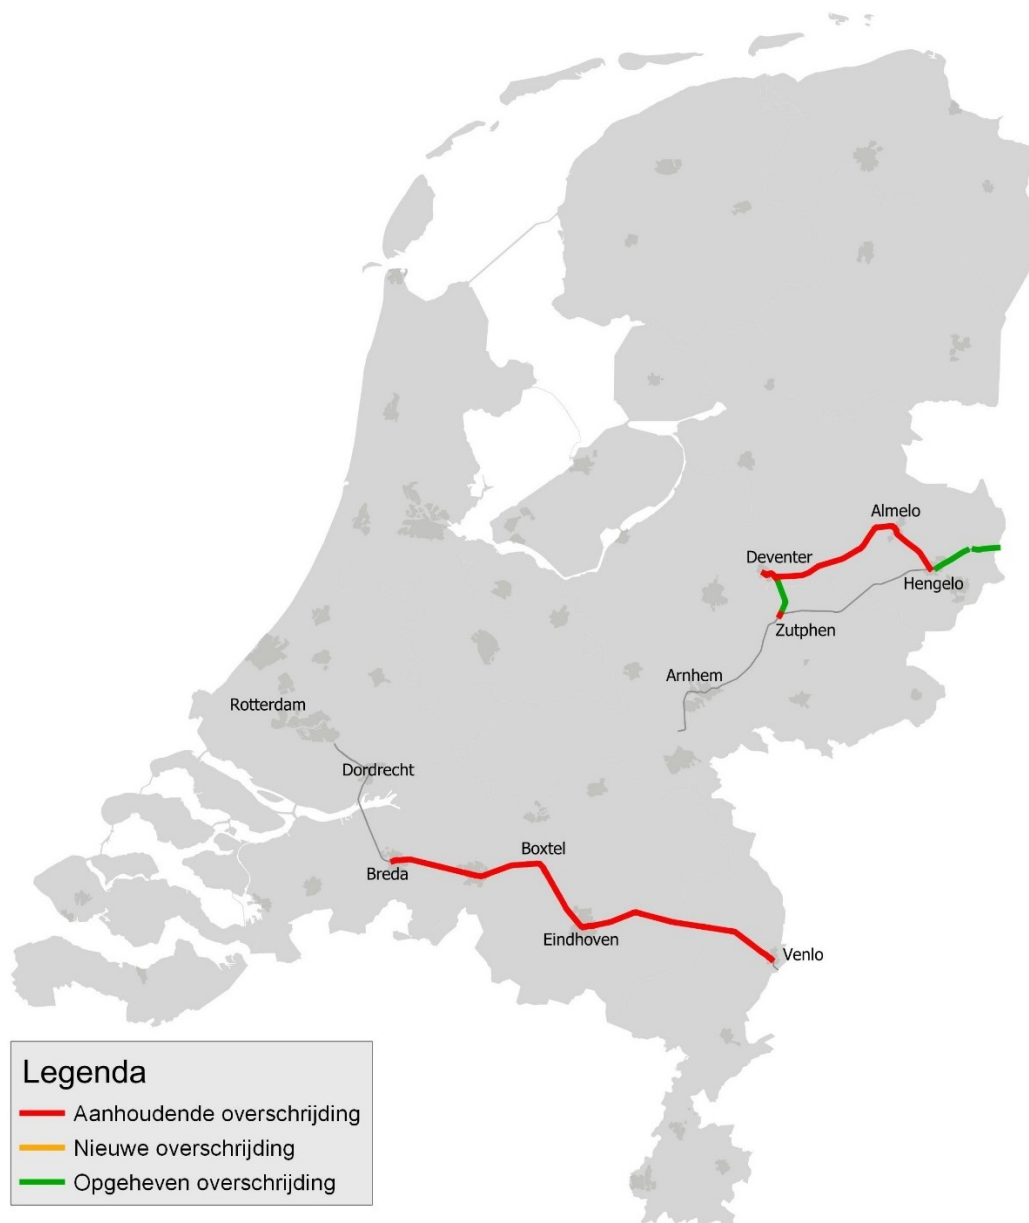 Almelo
Deventer
Hengelo
Zutphen
Arnhem
Rotterdam
Dordrecht
Boxtel
Breda
Eindhoven
Venlo
Legenda
Aanhoudende overschrijding
Nieuwe overschrijding
Opgeheven overschrijding